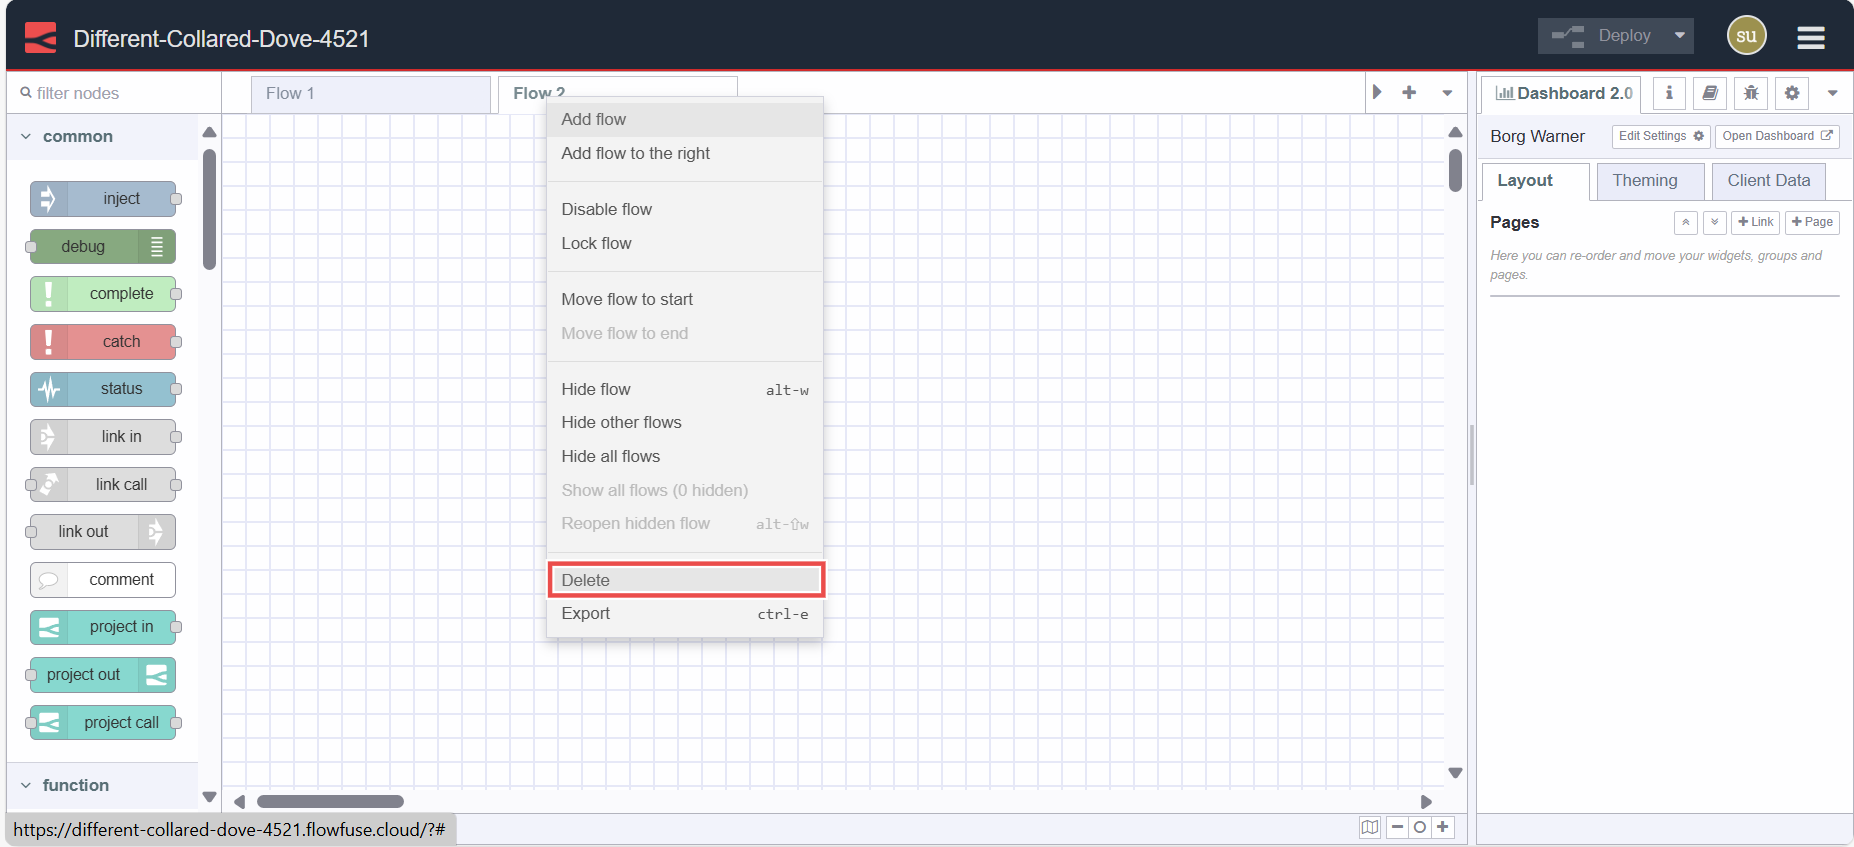 Different-Collared-Dove-4521
Deploy
su
filter nodes
Flow 1
Flow 2
Dashboard 2.0
common
inject
debug
complete
catch
status
link in
link call
link out
comment
project in
project out
project call
function
Add flow
Add flow to the right
Disable flow
Lock flow
Move flow to start
Move flow to end
Hide flow alt-w
Hide other flows
Hide all flows
Show all flows (0 hidden)
Reopen hidden flow alt-⇧w
Delete
Export ctrl-e
Borg Warner
Edit Settings
Open Dashboard
Layout
Theming
Client Data
Pages
Link
Page
Here you can re-order and move your widgets, groups and
pages.
https://different-collared-dove-4521.flowfuse.cloud/?#